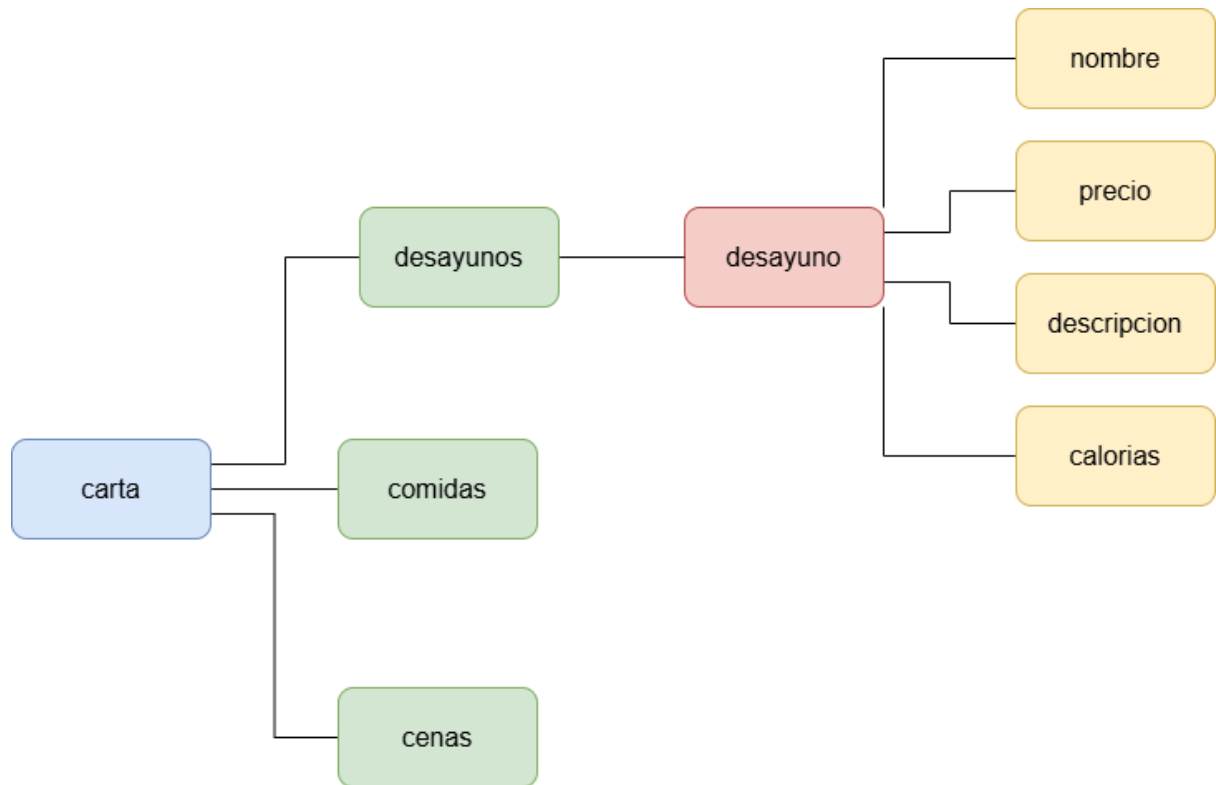 nombre
precio
desayunos
desayuno
descripcion
calorias
carta
comidas
cenas